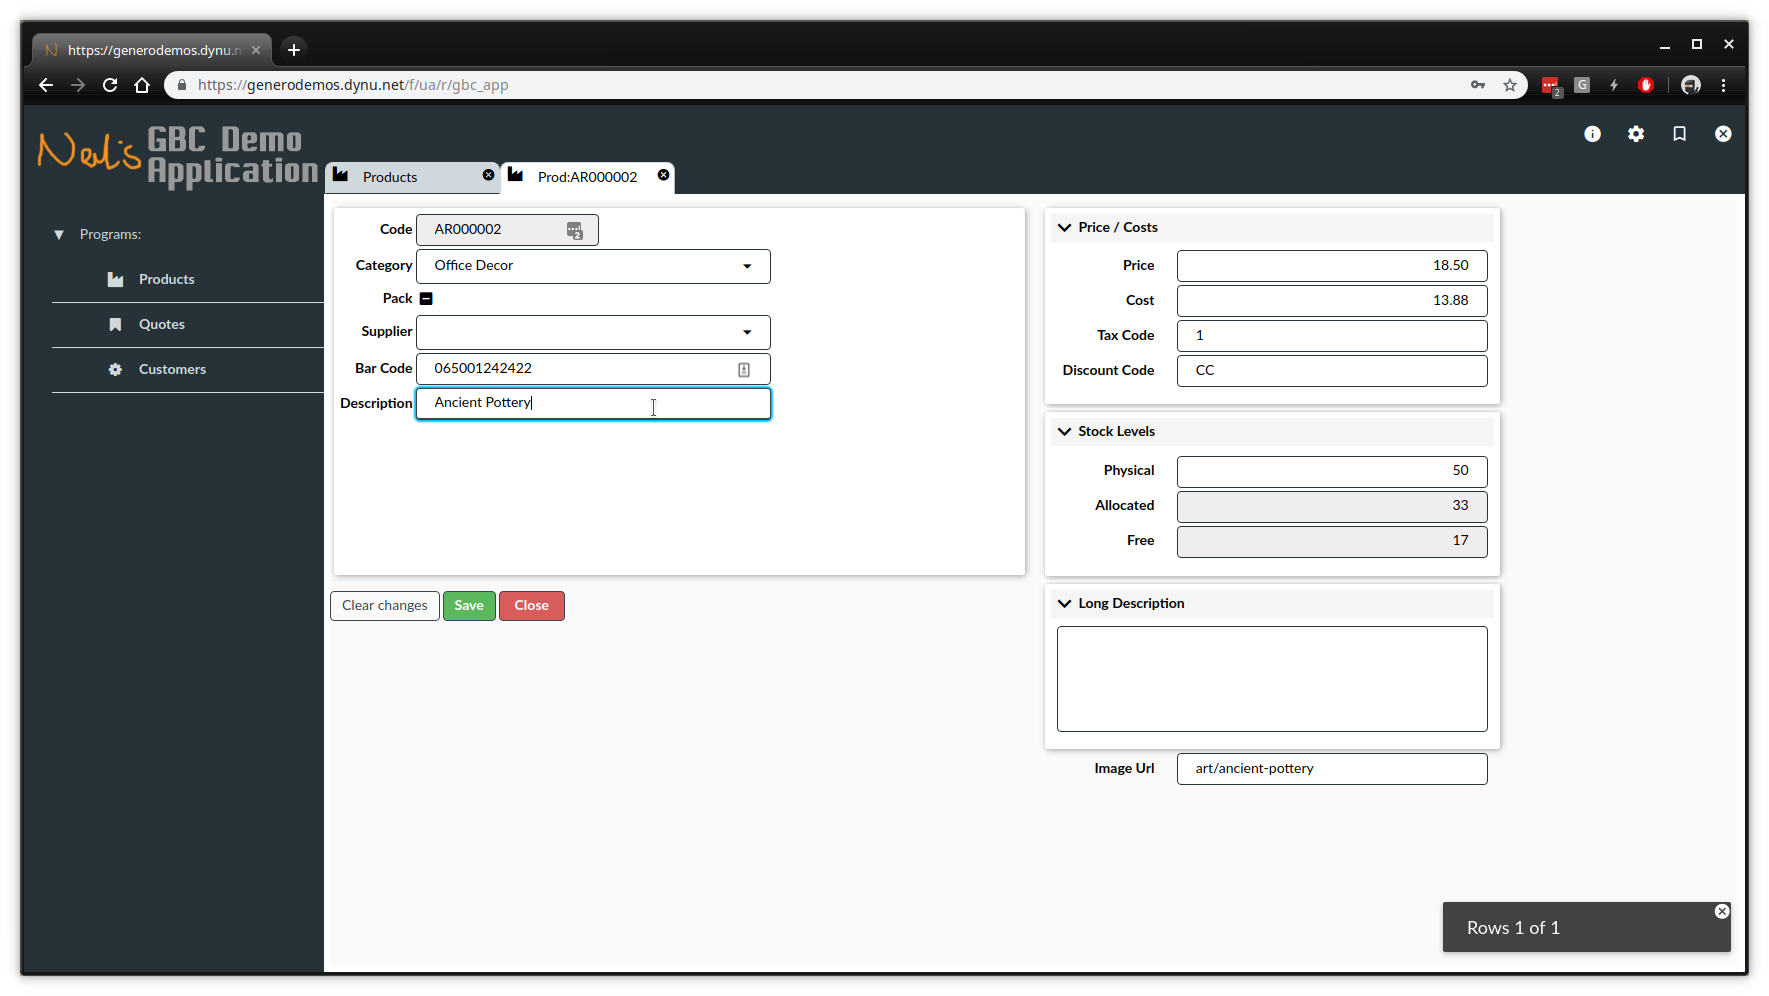 https://generodemos.dynu.n
https://generodemos.dynu.net/f/ua/r/gbc_app
2
G
Neil's GBC Demo
Application
Products
Prod:AR000002
Programs:
Products
Quotes
Customers
Code AR000002 2
Category Office Decor
Pack
Supplier
Bar Code 065001242422
Description Ancient Pottery
Clear changes Save Close
Price / Costs
Price 18.50
Cost 13.88
Tax Code 1
Discount Code CC
Stock Levels
Physical 50
Allocated 33
Free 17
Long Description
Image Url art/ancient-pottery
Rows 1 of 1